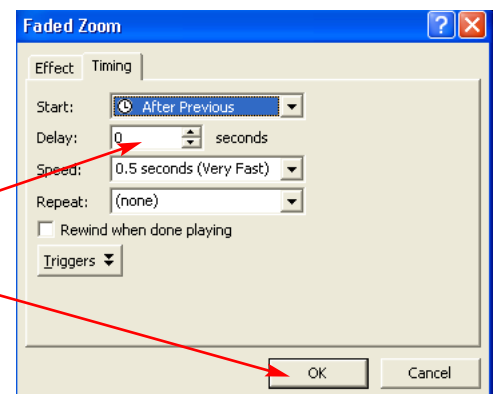 Faded Zoom
Effect Timing
Start: After Previous
Delay: 0 seconds
Speed: 0.5 seconds (Very Fast)
Repeat: (none)
Rewind when done playing
Triggers
OK Cancel